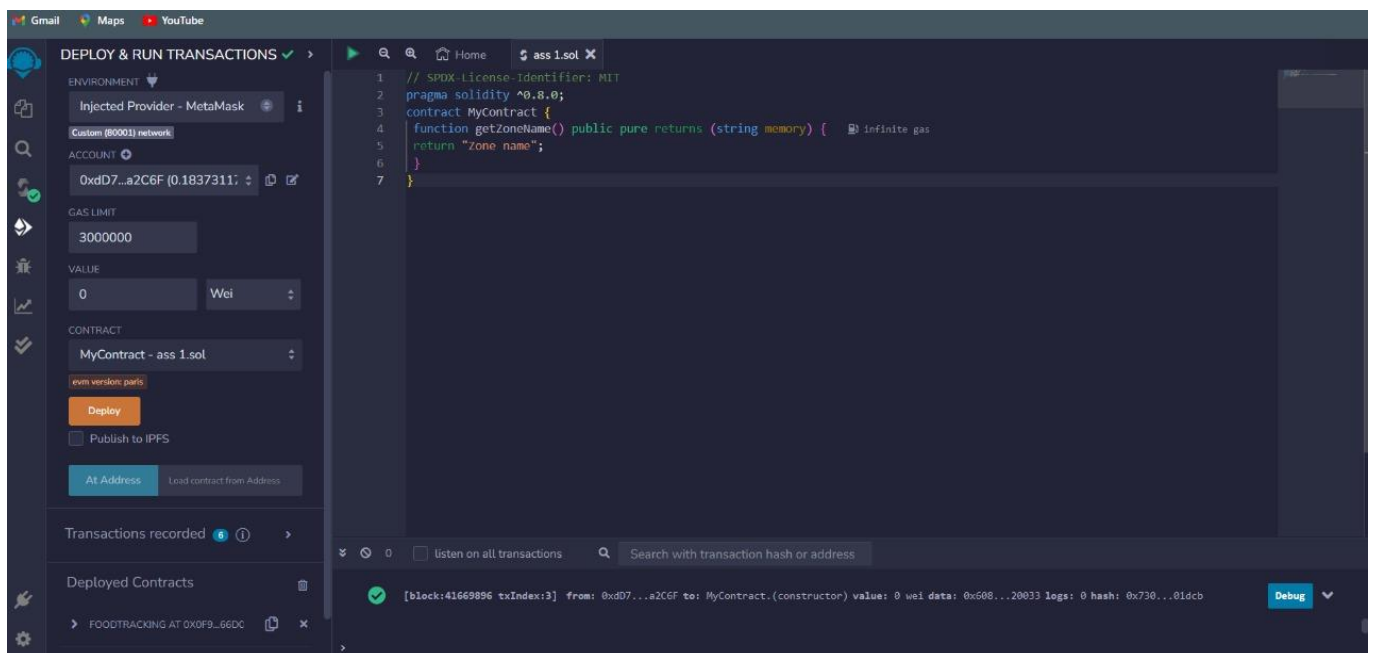 Gmail Maps YouTube
DEPLOY & RUN TRANSACTIONS
ENVIRONMENT
Injected Provider - MetaMask
Custom (80001) network
ACCOUNT
0xdD7...a2C6F (0.1837311
GAS LIMIT
3000000
VALUE
0 Wei
CONTRACT
MyContract - ass 1.sol
evm version: paris
Deploy
Publish to IPFS
At Address Load contract from Address
Transactions recorded 6 i
Deployed Contracts
FOODTRACKING AT 0X0F9...66DC
Home ass 1.sol
1 // SPDX-License-Identifier: MIT
2 pragma solidity ^0.8.0;
3 contract MyContract {
4 function getZoneName() public pure returns (string memory) { infinite gas
5 return "Zone name";
6 }
7 }
0 listen on all transactions Search with transaction hash or address
[block:41669896 txIndex:3] from: 0xdD7...a2C6F to: MyContract.(constructor) value: 0 wei data: 0x608...20033 logs: 0 hash: 0x730...01dcb Debug
>